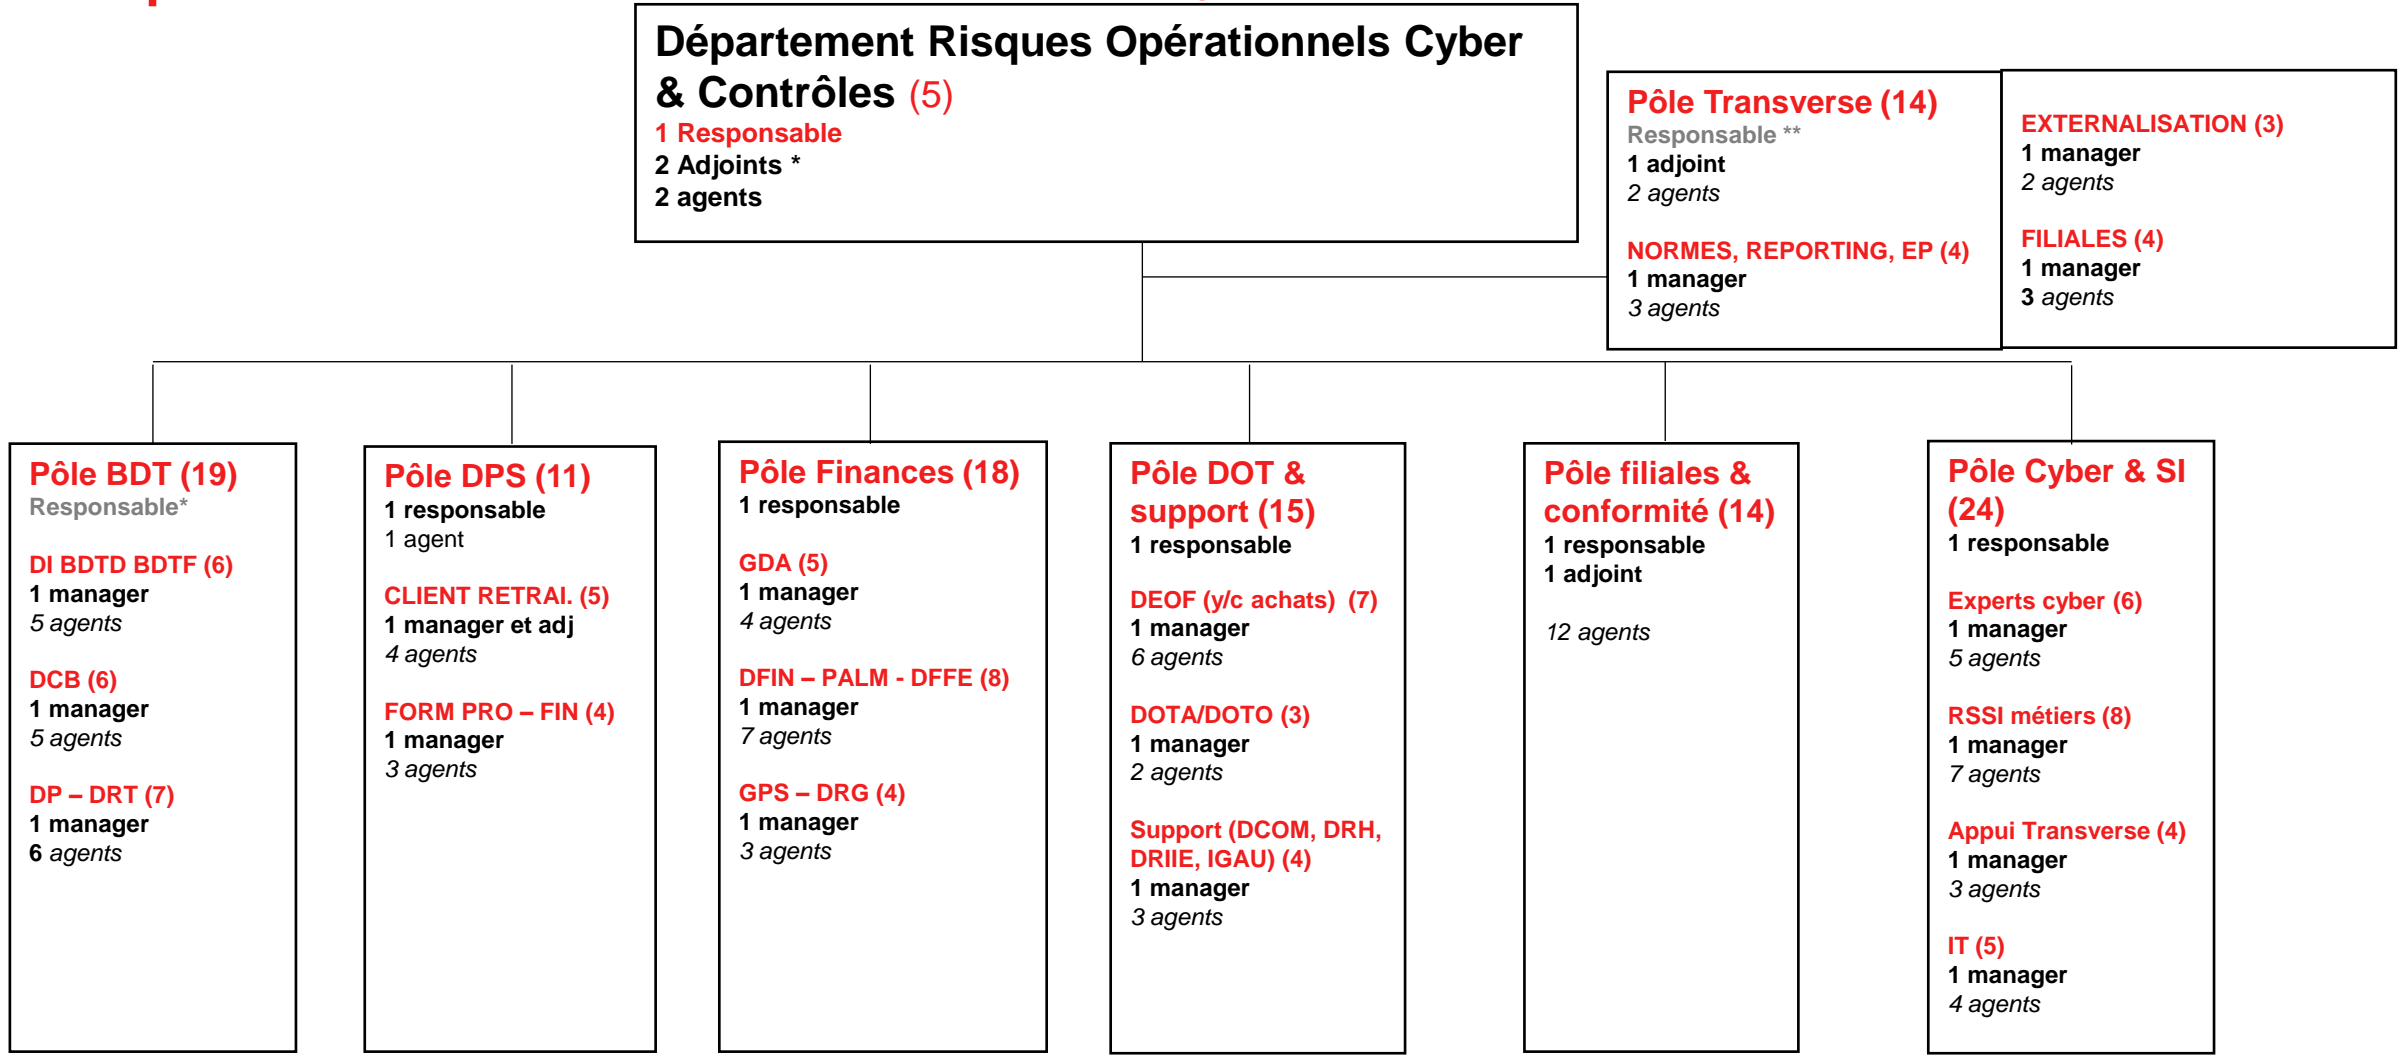 Département Risques Opérationnels Cyber
& Contrôles (5)
1 Responsable
2 Adjoints *
2 agents
Pôle Transverse (14)
Responsable **
1 adjoint
2 agents
NORMES, REPORTING, EP (4)
1 manager
3 agents
EXTERNALISATION (3)
1 manager
2 agents
FILIALES (4)
1 manager
3 agents
Pôle BDT (19)
Responsable*
DI BDTD BDTF (6)
1 manager
5 agents
DCB (6)
1 manager
5 agents
DP – DRT (7)
1 manager
6 agents
Pôle DPS (11)
1 responsable
1 agent
CLIENT RETRAI. (5)
1 manager et adj
4 agents
FORM PRO – FIN (4)
1 manager
3 agents
Pôle Finances (18)
1 responsable
GDA (5)
1 manager
4 agents
DFIN – PALM - DFFE (8)
1 manager
7 agents
GPS – DRG (4)
1 manager
3 agents
Pôle DOT &
support (15)
1 responsable
DEOF (y/c achats) (7)
1 manager
6 agents
DOTA/DOTO (3)
1 manager
2 agents
Support (DCOM, DRH,
DRIIE, IGAU) (4)
1 manager
3 agents
Pôle filiales &
conformité (14)
1 responsable
1 adjoint
12 agents
Pôle Cyber & SI
(24)
1 responsable
Experts cyber (6)
1 manager
5 agents
RSSI métiers (8)
1 manager
7 agents
Appui Transverse (4)
1 manager
3 agents
IT (5)
1 manager
4 agents